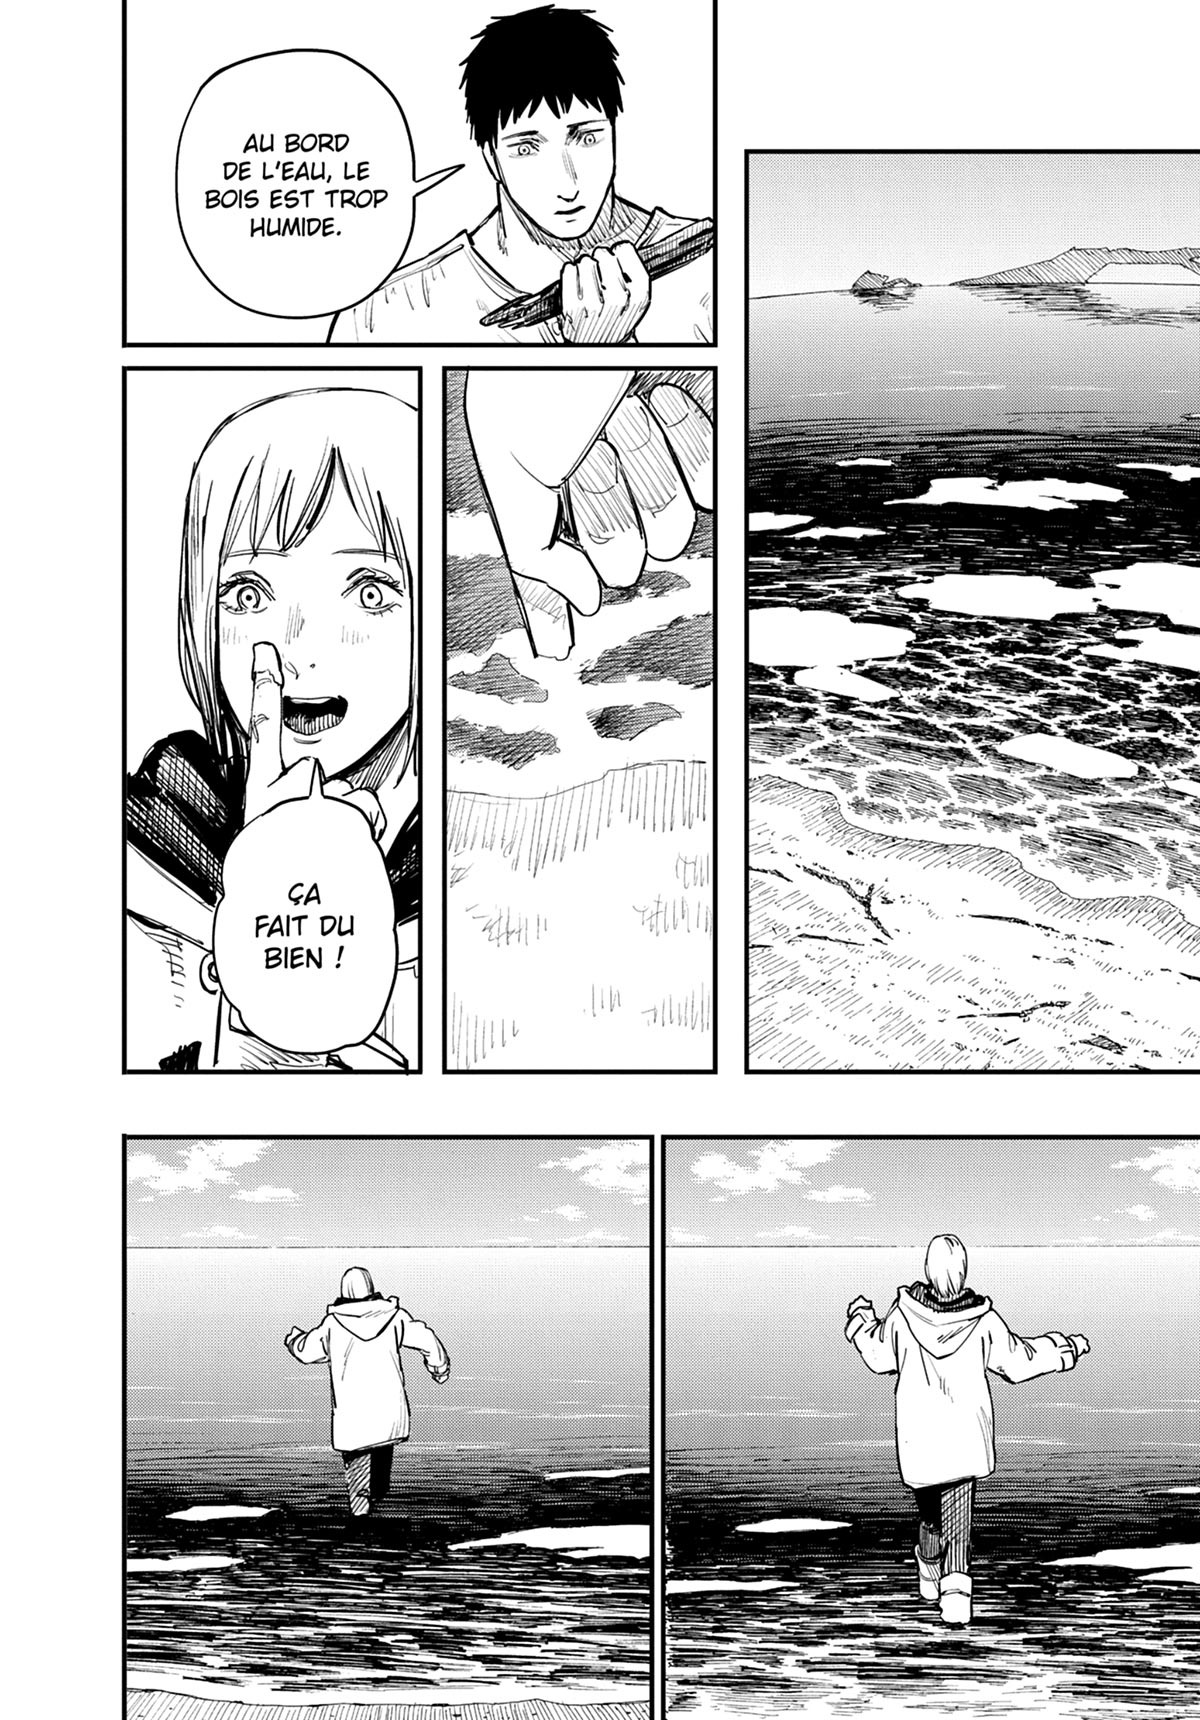 AU BORD
DE L'EAU, LE
BOIS EST TROP
HUMIDE.
ÇA
FAIT DU
BIEN !